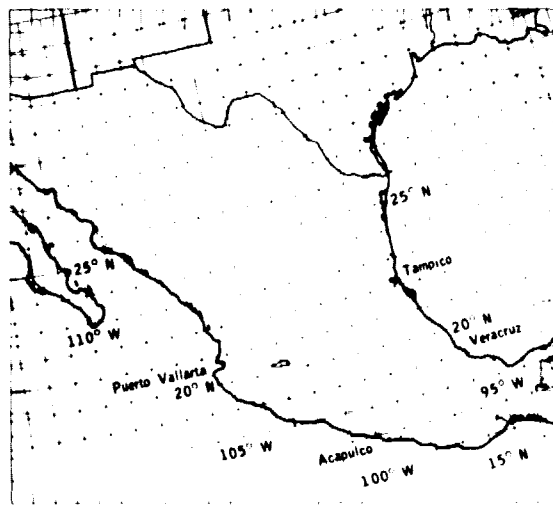 25° N
Tampico
25° N
20° N
Veracruz
110° W
Puerto Vallarta
20° N
95° W
105° W
Acapulco
100° W
15° N